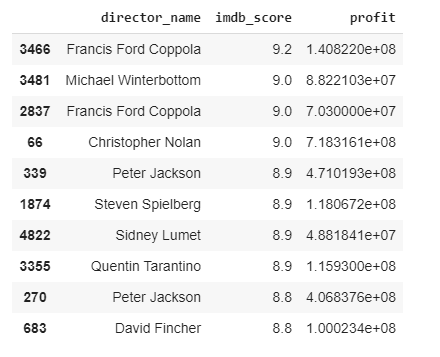 director_name imdb_score profit
3466 Francis Ford Coppola 9.2 1.408220e+08
3481 Michael Winterbottom 9.0 8.822103e+07
2837 Francis Ford Coppola 9.0 7.030000e+07
66 Christopher Nolan 9.0 7.183161e+08
339 Peter Jackson 8.9 4.710193e+08
1874 Steven Spielberg 8.9 1.180672e+08
4822 Sidney Lumet 8.9 4.881841e+07
3355 Quentin Tarantino 8.9 1.159300e+08
270 Peter Jackson 8.8 4.068376e+08
683 David Fincher 8.8 1.000234e+08